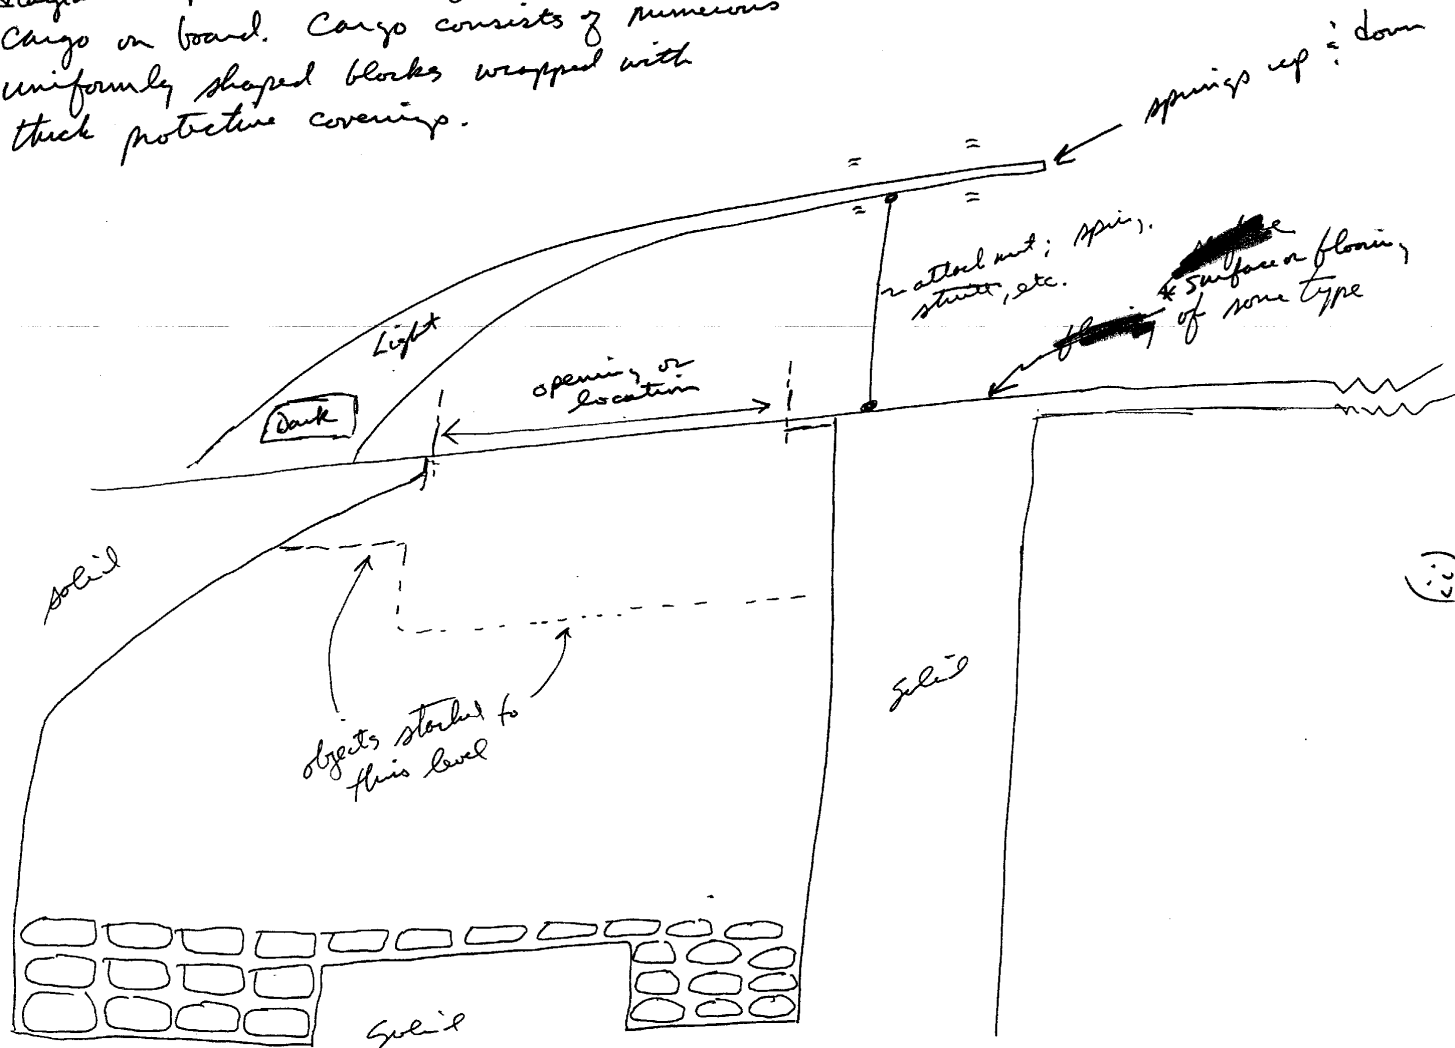 Cargo on board. Cargo consists of numerous
uniformly shaped blocks wrapped with
thick protective coverings.
springs up & down
attachment; spring,
strutt, etc.
* surface or flooring
of some type
Light
Dark
opening or
location
solid
objects stacked to
this level
Solid
Solid